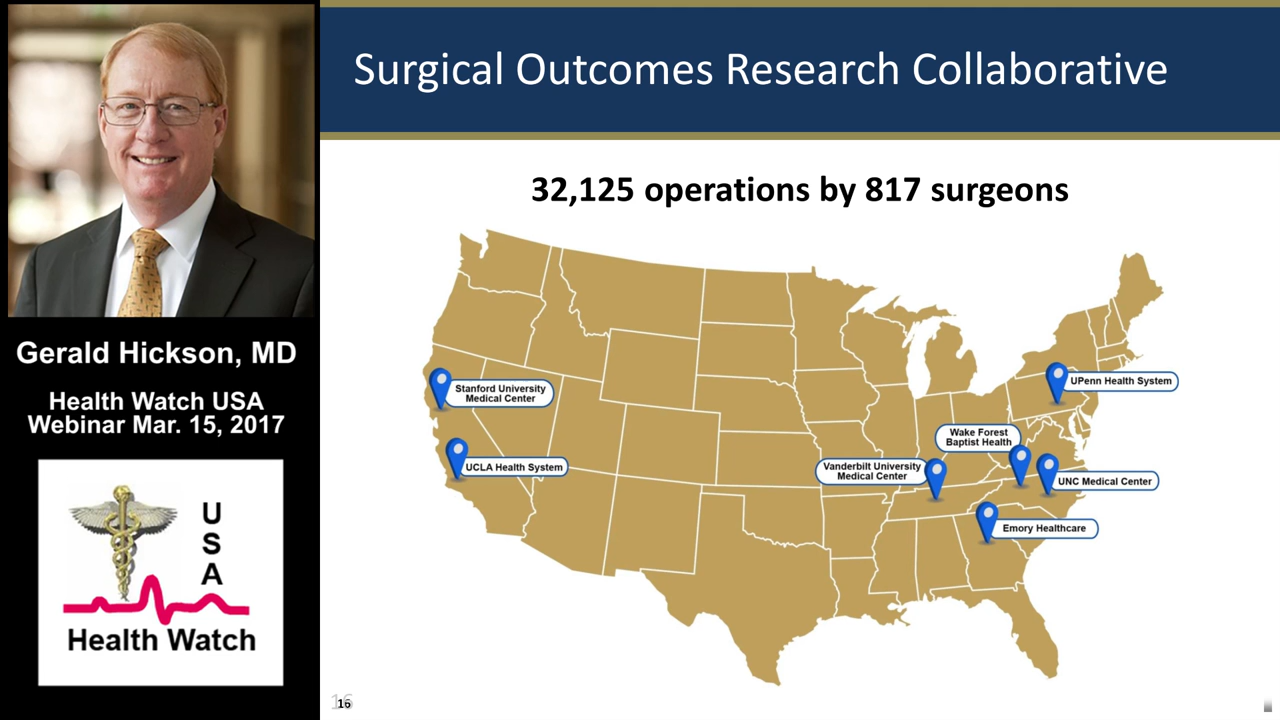 Gerald Hickson, MD
Health Watch USA
Webinar Mar. 15, 2017
U
S
A
Health Watch
Surgical Outcomes Research Collaborative
32,125 operations by 817 surgeons
Stanford University
Medical Center
UCLA Health System
UPenn Health System
Wake Forest
Baptist Health
Vanderbilt University
Medical Center
UNC Medical Center
Emory Healthcare
16
16